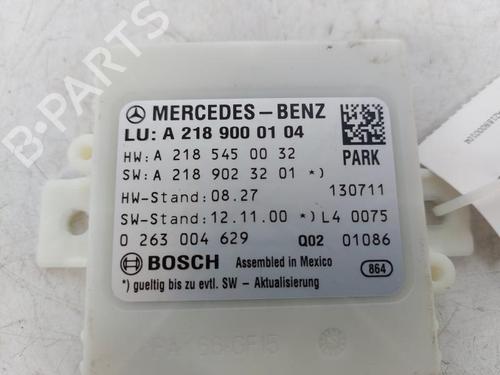 MERCEDES-BENZ
LU: A 218 900 01 04
HW: A 218 545 00 32
PARK
SW: A 218 902 32 01 *)
HW-Stand: 08.27
130711
SW-Stand: 12.11.00 *) L4 0075
0 263 004 629
Q02
01086
BOSCH
Assembled in Mexico
864
*) gueltig bis zu evtl. SW - Aktualisierung